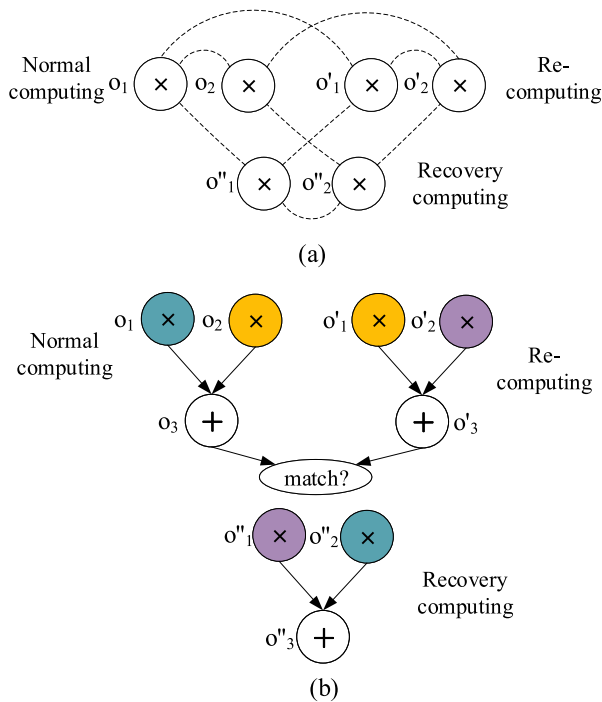 Normal
computing
o₁ × o₂ × o'₁ × o'₂ ×
Re-
computing
o''₁ × o''₂ ×
Recovery
computing
(a)
Normal
computing
o₁ × o₂ × o'₁ × o'₂ ×
Re-
computing
o₃ + + o'₃
match?
o''₁ × o''₂ ×
Recovery
computing
o''₃ +
(b)